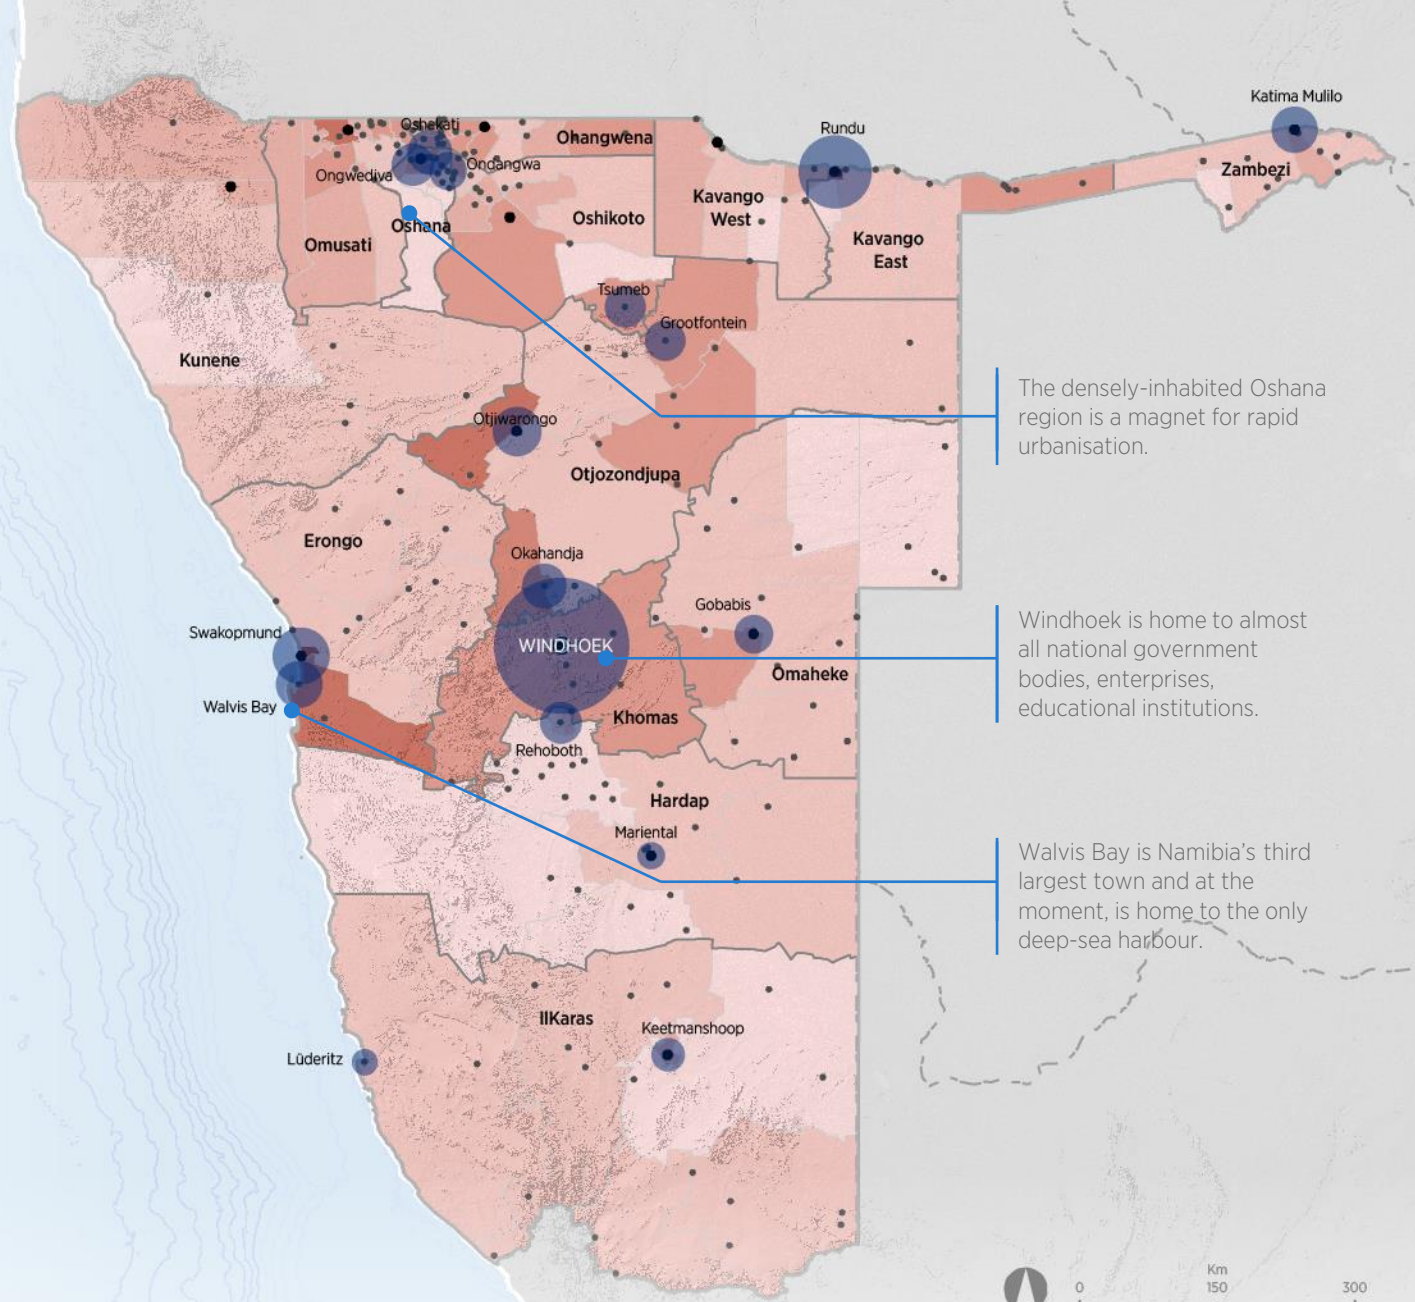 Katima Mulilo
Oshekati
Rundu
Ohangwena
Ongwediva
Ondangwa
Zambezi
Kavango
West
Oshikoto
Oshana
Omusati
Kavango
East
Tsumeb
Grootfontein
Kunene
The densely-inhabited Oshana
region is a magnet for rapid
urbanisation.
Otjiwarongo
Otjozondjupa
Erongo
Okahandja
Gobabis
Swakopmund
WINDHOEK
Windhoek is home to almost
all national government
bodies, enterprises,
educational institutions.
Omaheke
Walvis Bay
Khomas
Rehoboth
Hardap
Mariental
Walvis Bay is Namibia's third
largest town and at the
moment, is home to the only
deep-sea harbour.
IIKaras
Keetmanshoop
Lüderitz
Km
0 150 300